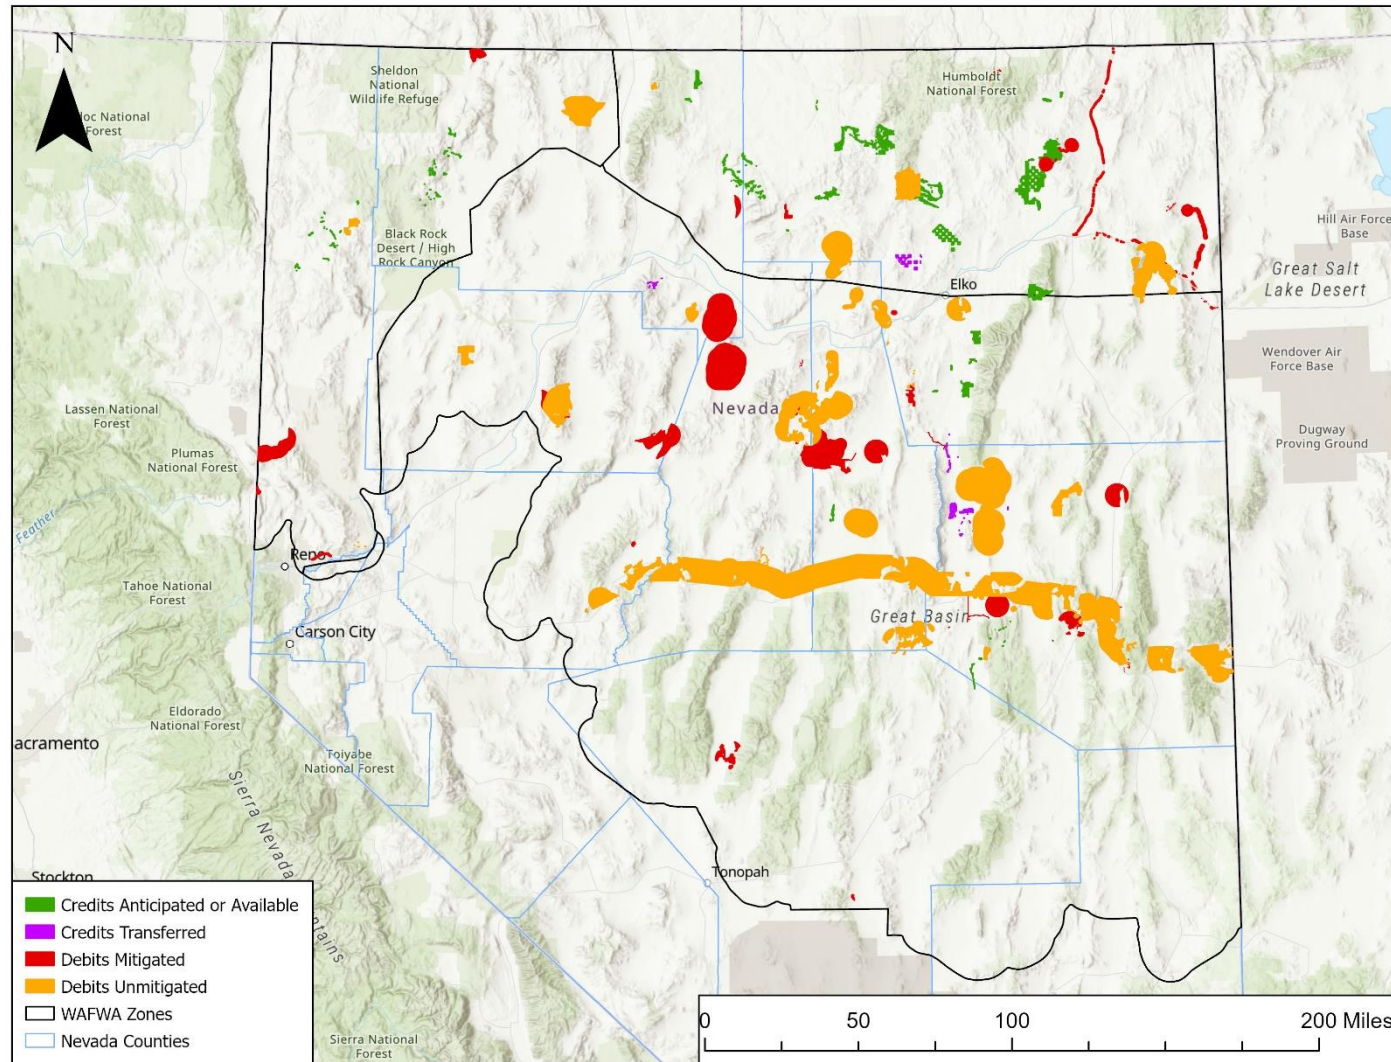 N
Sheldon
National
Wildlife Refuge
Humboldt
National Forest
oc National
Forest
Black Rock
Desert / High
Rock Canyon
Hill Air Force
Base
Great Salt
Lake Desert
Elko
Wendover Air
Force Base
Nevada
Lassen National
Forest
Dugway
Proving Ground
Plumas
National Forest
Feather
Reno
Tahoe National
Forest
Great Basin
Carson City
Eldorado
National Forest
acramento
Toiyabe
National Forest
Sierra Nevada
ntains
Tonopah
Stockton
Credits Anticipated or Available
Credits Transferred
Debits Mitigated
Debits Unmitigated
WAFWA Zones
Nevada Counties
Sierra National
Forest
0 50 100 200 Miles